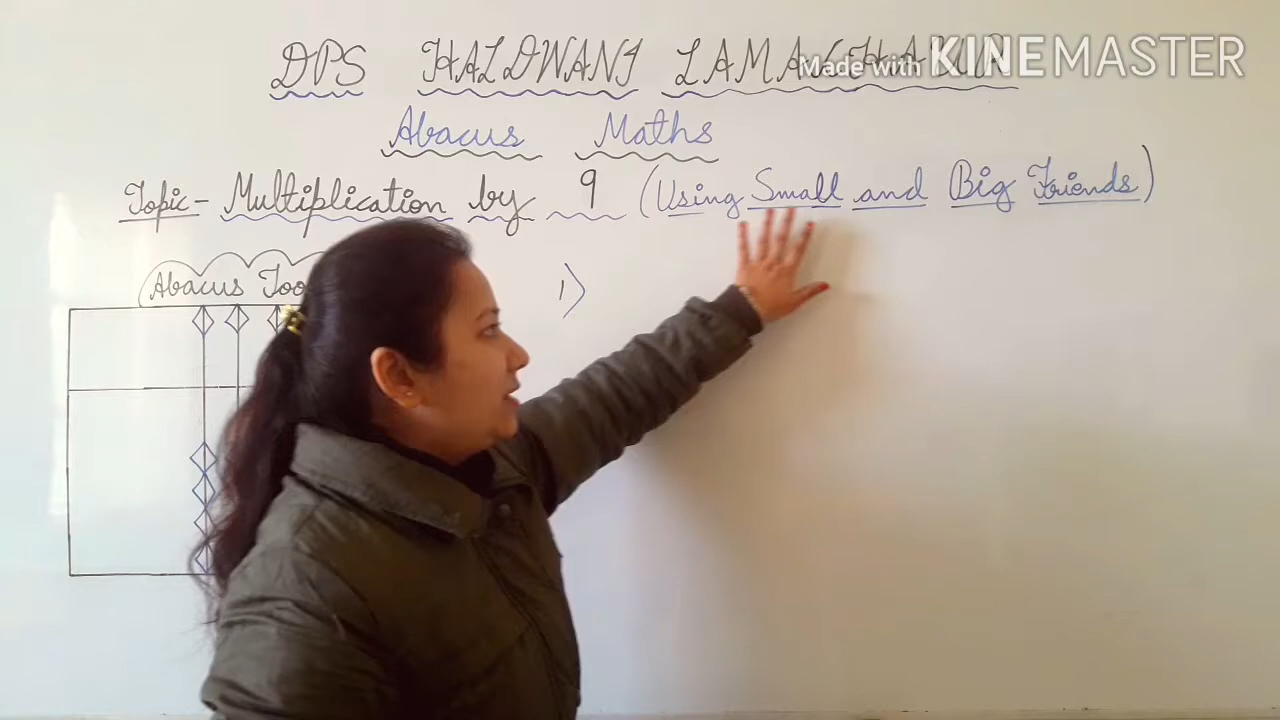 DPS HALDWANI
Made with KINEMASTER
Abacus Maths
Topic - Multiplication by 9 (Using Small and Big Friends)
Abacus
1)